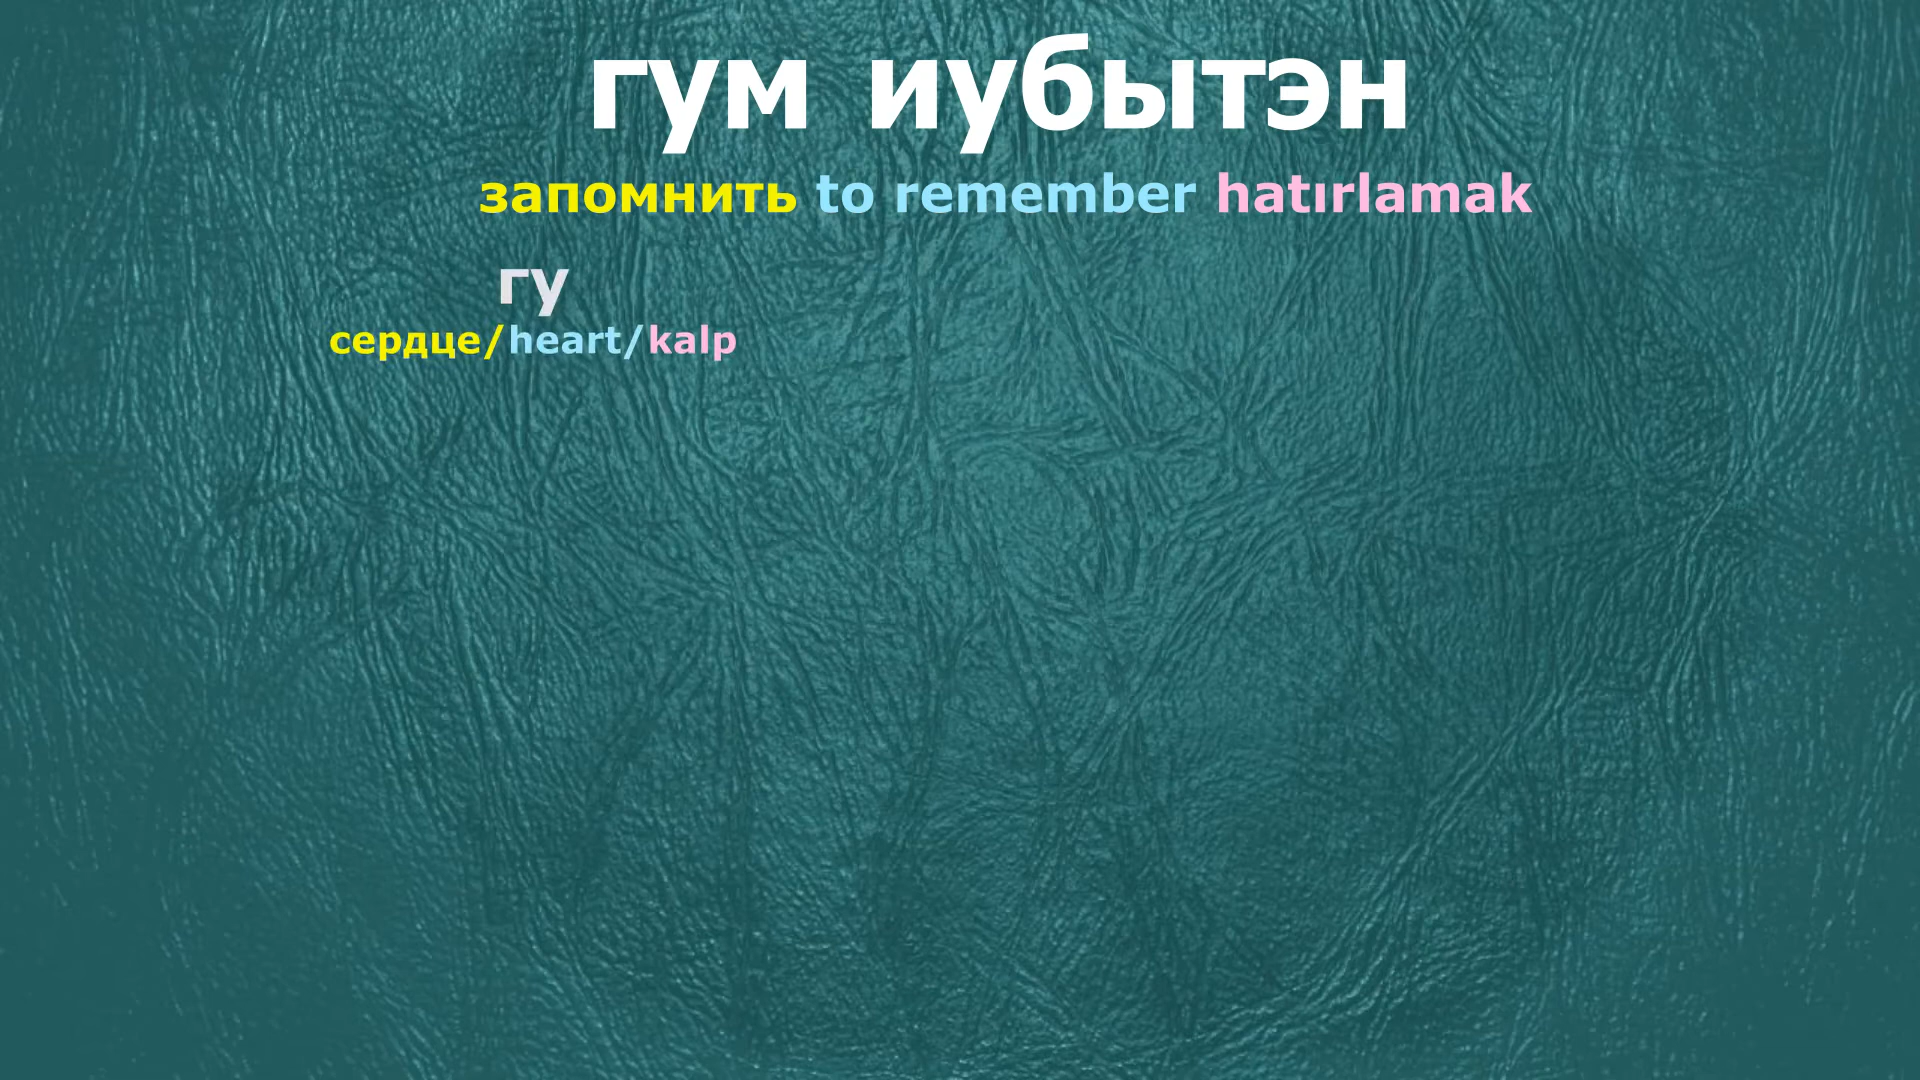 гум иубытэн
запомнить to remember hatırlamak
гу
сердце/heart/kalp